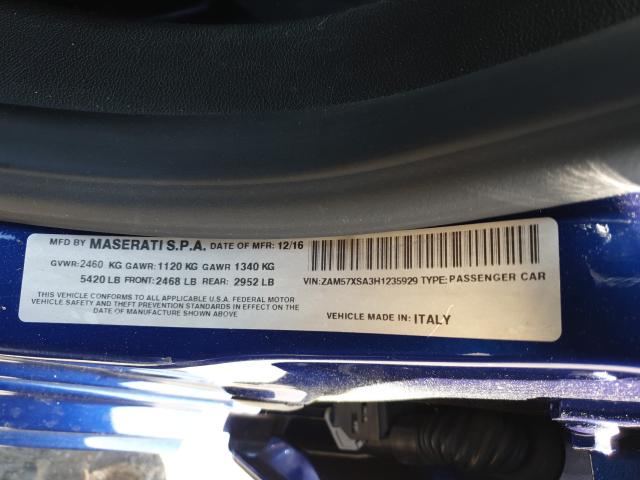 MFD BY MASERATI S.P.A. DATE OF MFR: 12/16
GVWR:2460 KG GAWR:1120 KG GAWR 1340 KG
5420 LB FRONT:2468 LB REAR: 2952 LB
THIS VEHICLE CONFORMS TO ALL APPLICABLE U.S.A. FEDERAL MOTOR
VEHICLE SAFETY AND THEFT PREVENTION STANDARDS IN EFFECT ON THE
DATE OF MANUFACTURE SHOWN ABOVE
VIN:ZAM57XSA3H1235929 TYPE:PASSENGER CAR
VEHICLE MADE IN: ITALY